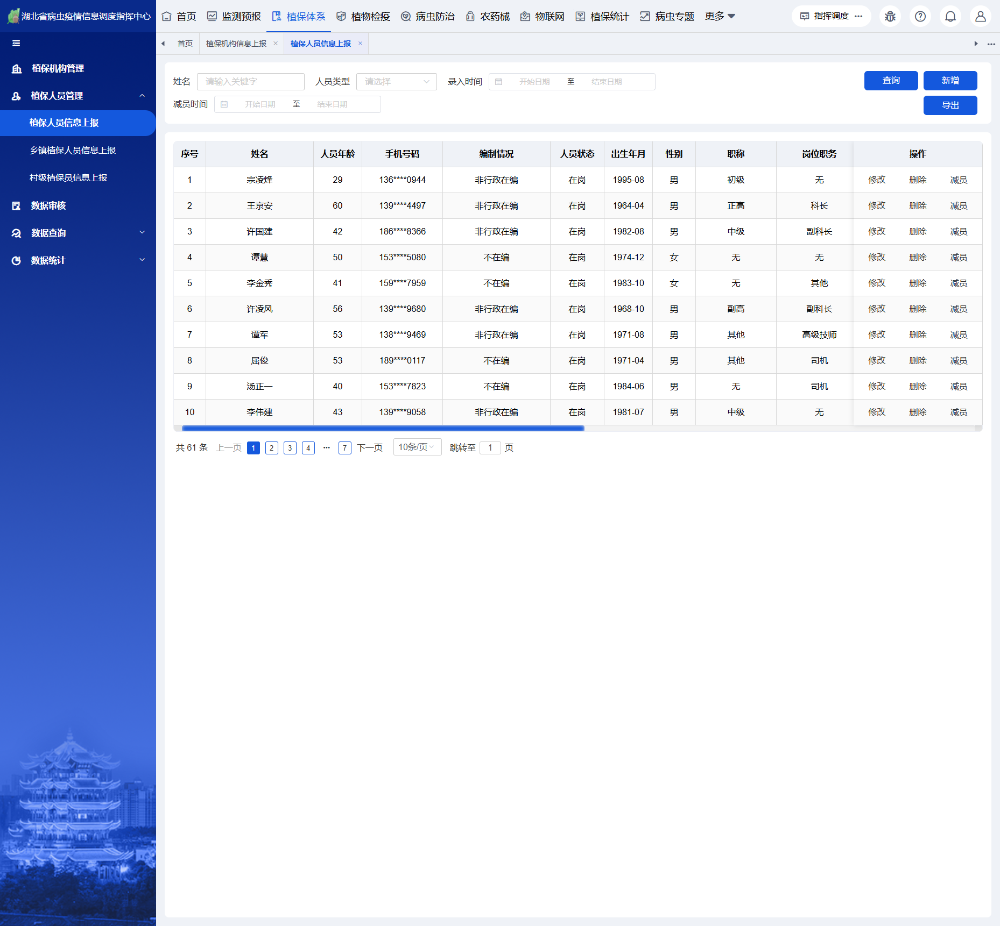 湖北省病虫疫情信息调度指挥中心
首页 监测预报 植保体系 植物检疫 病虫防治 农药械 物联网 植保统计 病虫专题 更多
指挥调度 ···
首页 植保机构信息上报 × 植保人员信息上报 × ···
植保机构管理
植保人员管理
植保人员信息上报
乡镇植保人员信息上报
村级植保员信息上报
数据审核
数据查询
数据统计
姓名 请输入关键字 人员类型 请选择 录入时间 开始日期 至 结束日期 查询 新增
减员时间 开始日期 至 结束日期 导出
序号 姓名 人员年龄 手机号码 编制情况 人员状态 出生年月 性别 职称 岗位职务 操作
1 宗凌烽 29 136****0944 非行政在编 在岗 1995-08 男 初级 无 修改 删除 减员
2 王京安 60 139****4497 非行政在编 在岗 1964-04 男 正高 科长 修改 删除 减员
3 许国建 42 186****8366 非行政在编 在岗 1982-08 男 中级 副科长 修改 删除 减员
4 谭慧 50 153****5080 不在编 在岗 1974-12 女 无 无 修改 删除 减员
5 李金秀 41 159****7959 不在编 在岗 1983-10 女 无 其他 修改 删除 减员
6 许凌风 56 139****9680 非行政在编 在岗 1968-10 男 副高 副科长 修改 删除 减员
7 谭军 53 138****9469 非行政在编 在岗 1971-08 男 其他 高级技师 修改 删除 减员
8 屈俊 53 189****0117 不在编 在岗 1971-04 男 其他 司机 修改 删除 减员
9 汤正一 40 153****7823 不在编 在岗 1984-06 男 无 司机 修改 删除 减员
10 李伟建 43 139****9058 非行政在编 在岗 1981-07 男 中级 无 修改 删除 减员
共 61 条 上一页 1 2 3 4 ··· 7 下一页 10条/页 跳转至 1 页